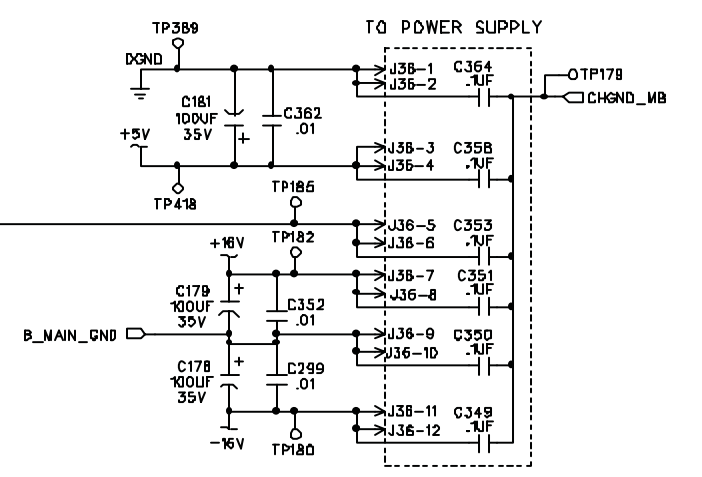 TO POWER SUPPLY
TP389
DGND
J36-1
C364
.1UF
TP179
J36-2
CHGND_MB
C181
100UF
35V
C362
.01
+5V
J36-3
C358
.1UF
J36-4
TP418
TP186
J36-5
C353
.1UF
+16V
TP182
J36-6
J36-7
C351
.1UF
C179
100UF
35V
J36-8
C352
.01
B_MAIN_GND
J36-9
C350
.1UF
J36-10
C178
100UF
35V
C299
.01
J36-11
C349
.1UF
J36-12
-16V
TP180